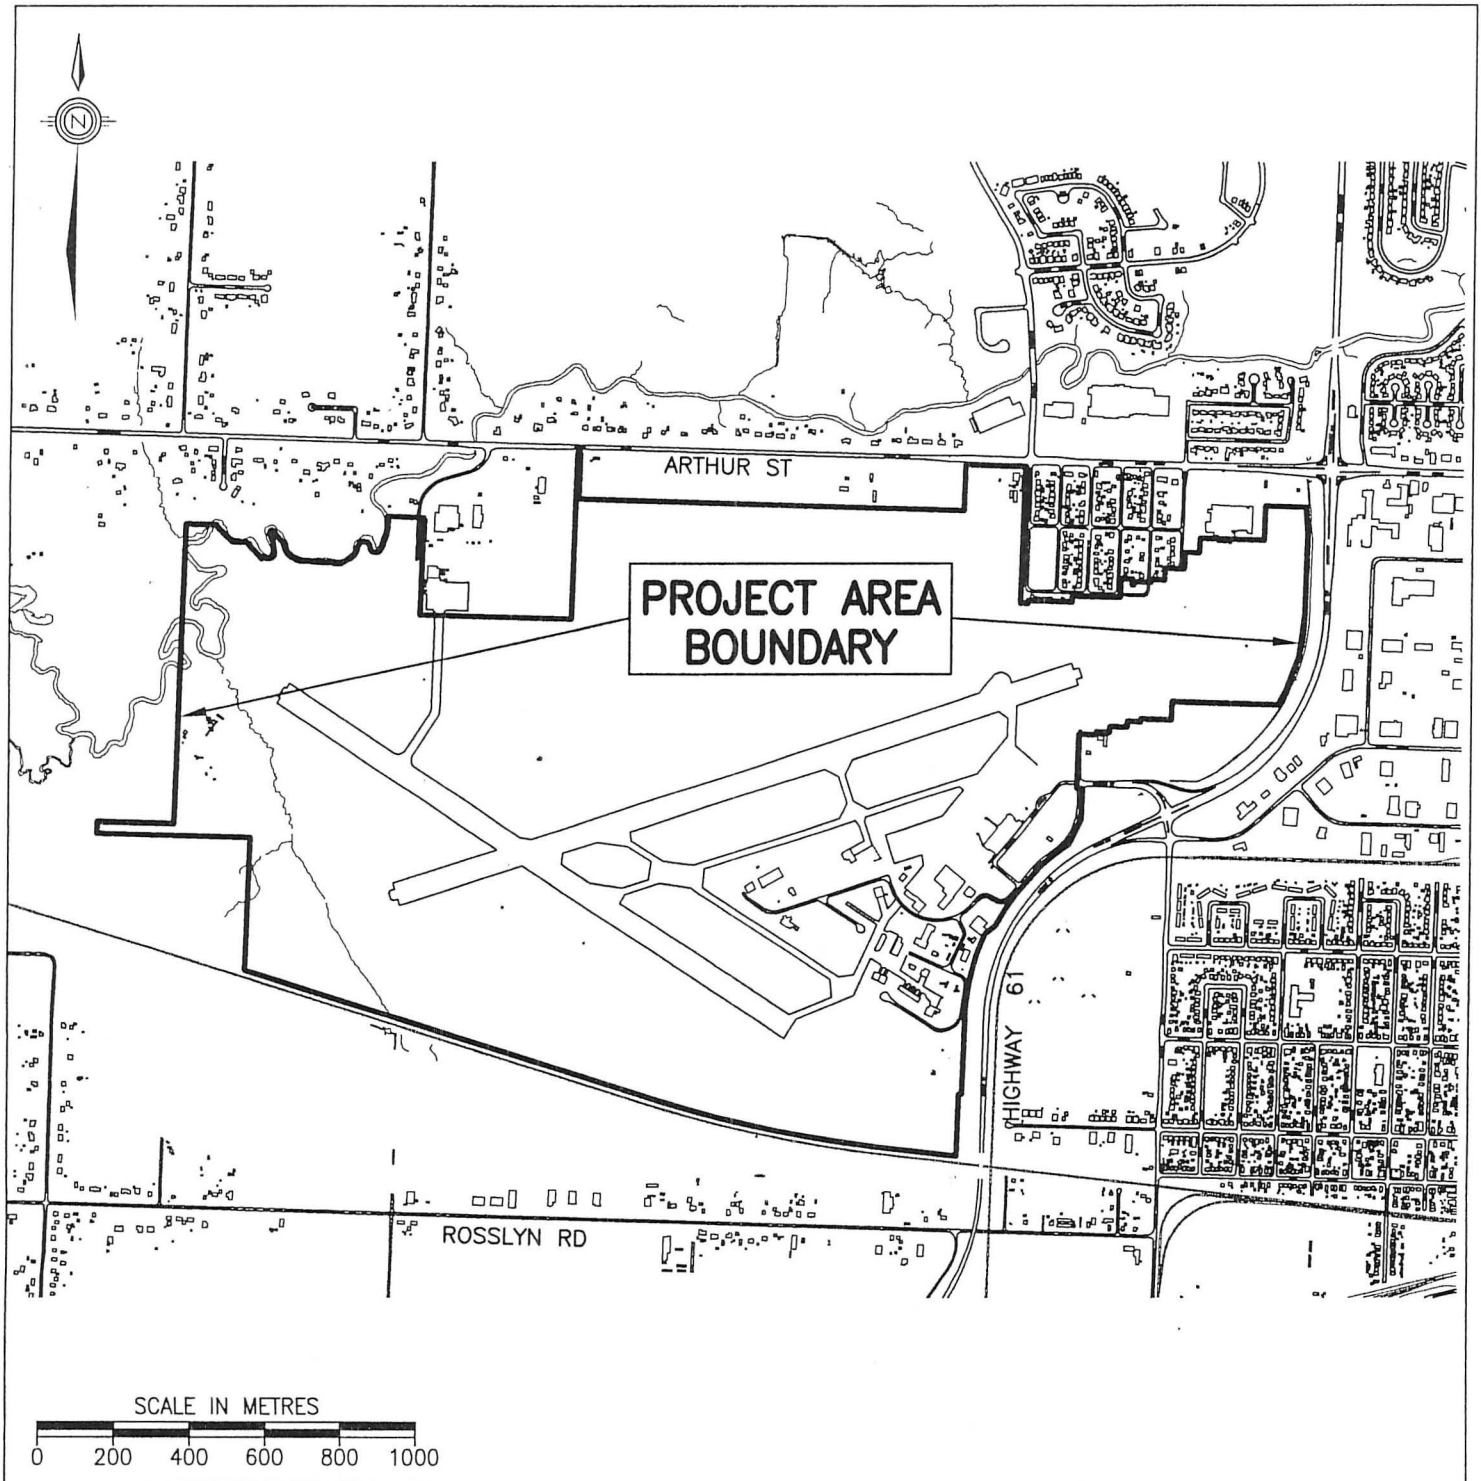 N
ARTHUR ST
PROJECT AREA
BOUNDARY
HIGHWAY 61
ROSSLYN RD
SCALE IN METRES
0 200 400 600 800 1000